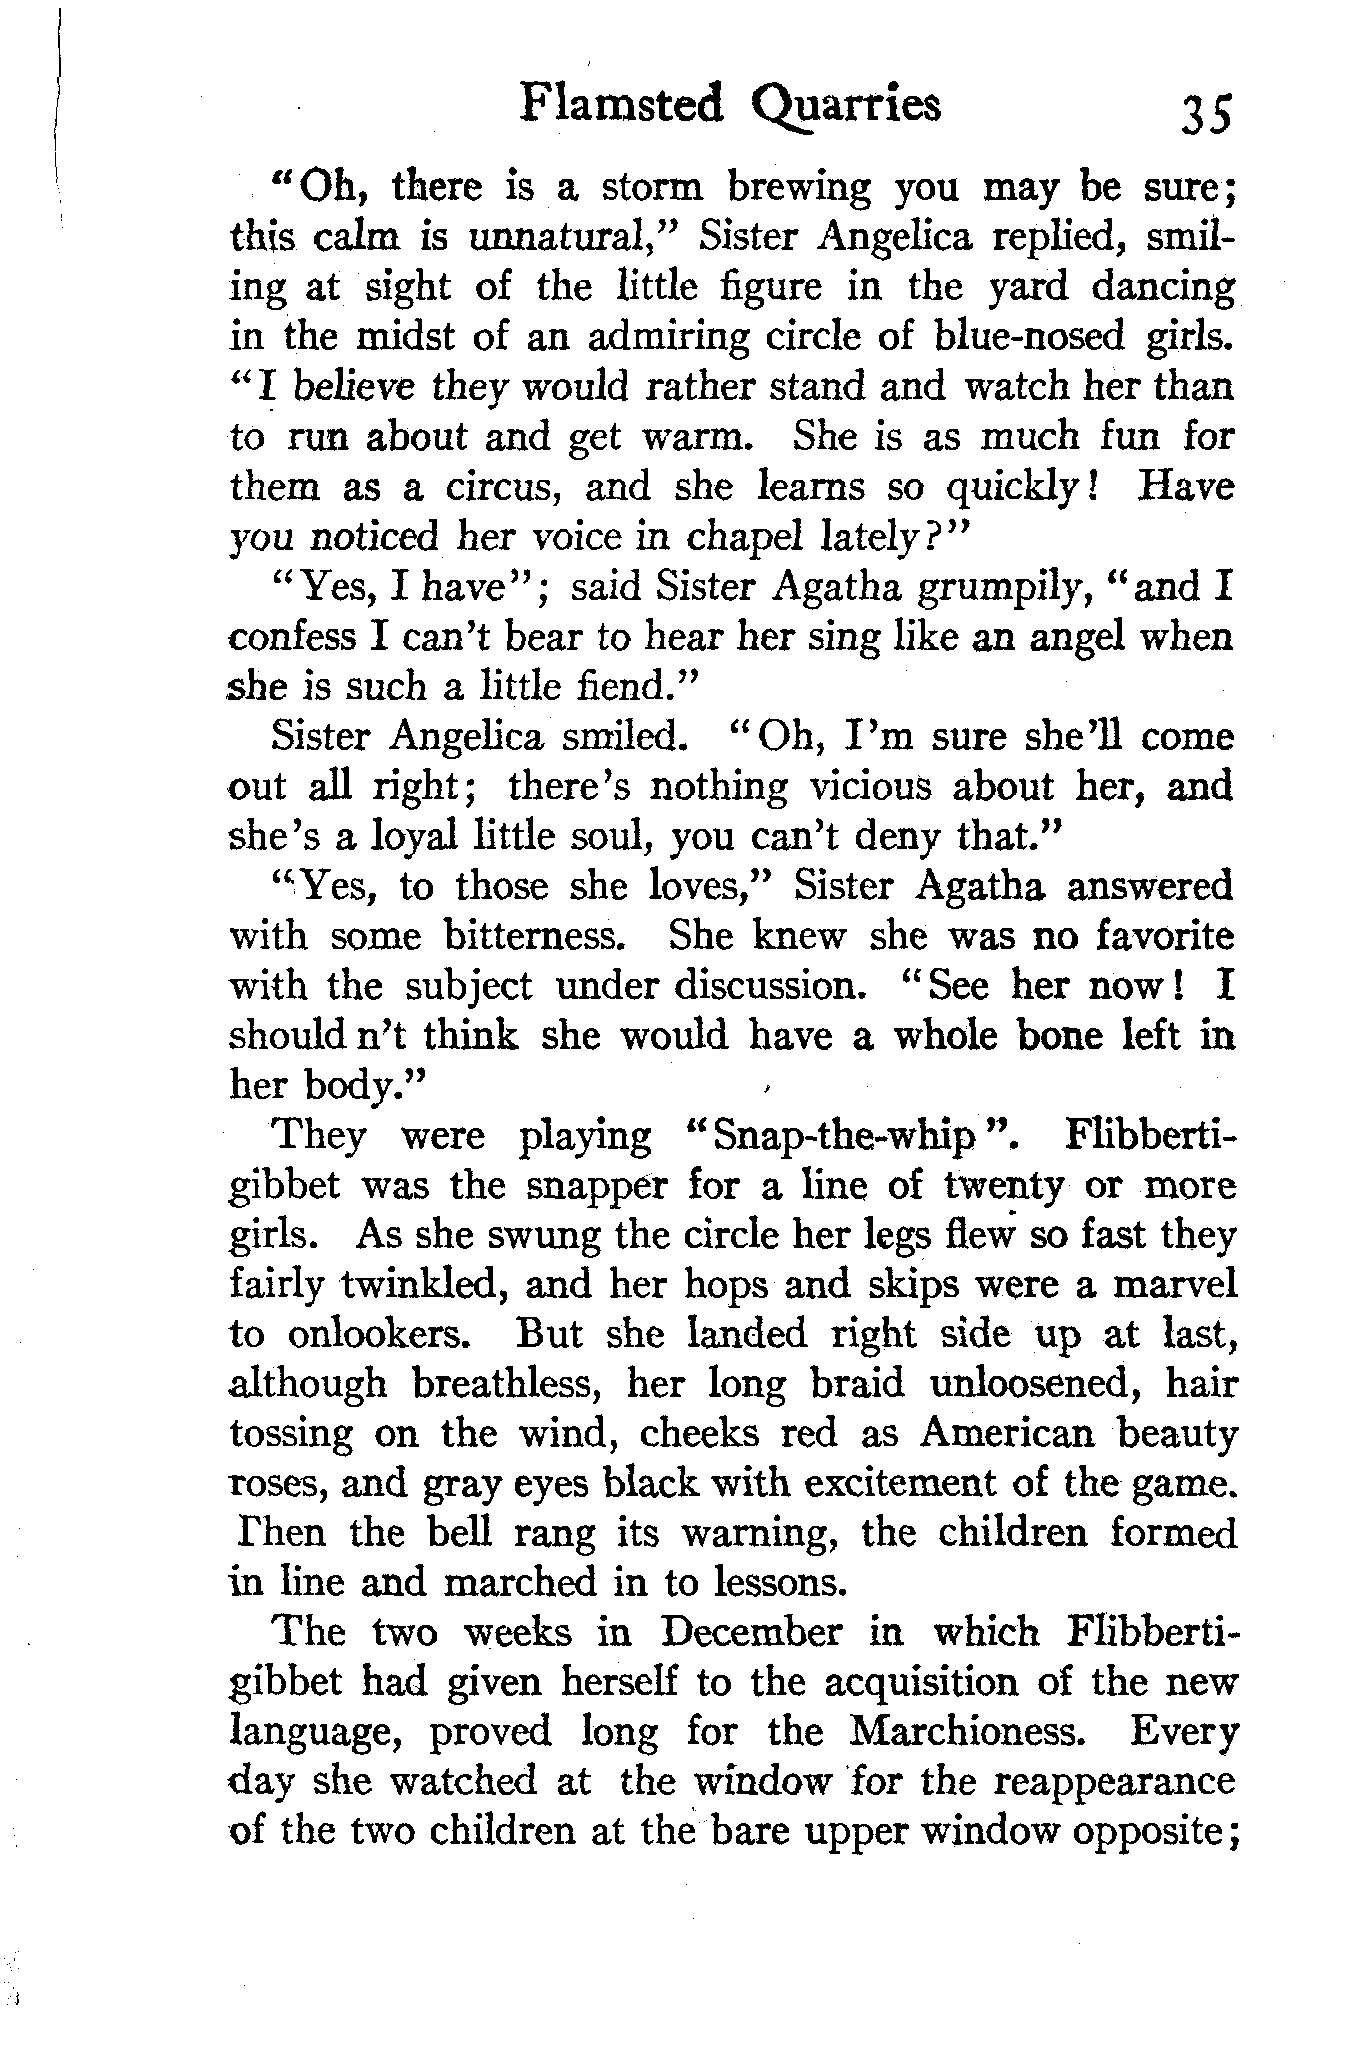 Flamsted Quarries 35
"Oh, there is a storm brewing you may be sure;
this calm is unnatural," Sister Angelica replied, smil-
ing at sight of the little figure in the yard dancing
in the midst of an admiring circle of blue-nosed girls.
"I believe they would rather stand and watch her than
to run about and get warm. She is as much fun for
them as a circus, and she learns so quickly! Have
you noticed her voice in chapel lately?"
"Yes, I have"; said Sister Agatha grumpily, "and I
confess I can't bear to hear her sing like an angel when
she is such a little fiend."
Sister Angelica smiled. "Oh, I'm sure she'll come
out all right; there's nothing vicious about her, and
she's a loyal little soul, you can't deny that."
"Yes, to those she loves," Sister Agatha answered
with some bitterness. She knew she was no favorite
with the subject under discussion. "See her now! I
should n't think she would have a whole bone left in
her body."
They were playing "Snap-the-whip". Flibberti-
gibbet was the snapper for a line of twenty or more
girls. As she swung the circle her legs flew so fast they
fairly twinkled, and her hops and skips were a marvel
to onlookers. But she landed right side up at last,
although breathless, her long braid unloosened, hair
tossing on the wind, cheeks red as American beauty
roses, and gray eyes black with excitement of the game.
Then the bell rang its warning, the children formed
in line and marched in to lessons.
The two weeks in December in which Flibberti-
gibbet had given herself to the acquisition of the new
language, proved long for the Marchioness. Every
day she watched at the window for the reappearance
of the two children at the bare upper window opposite;